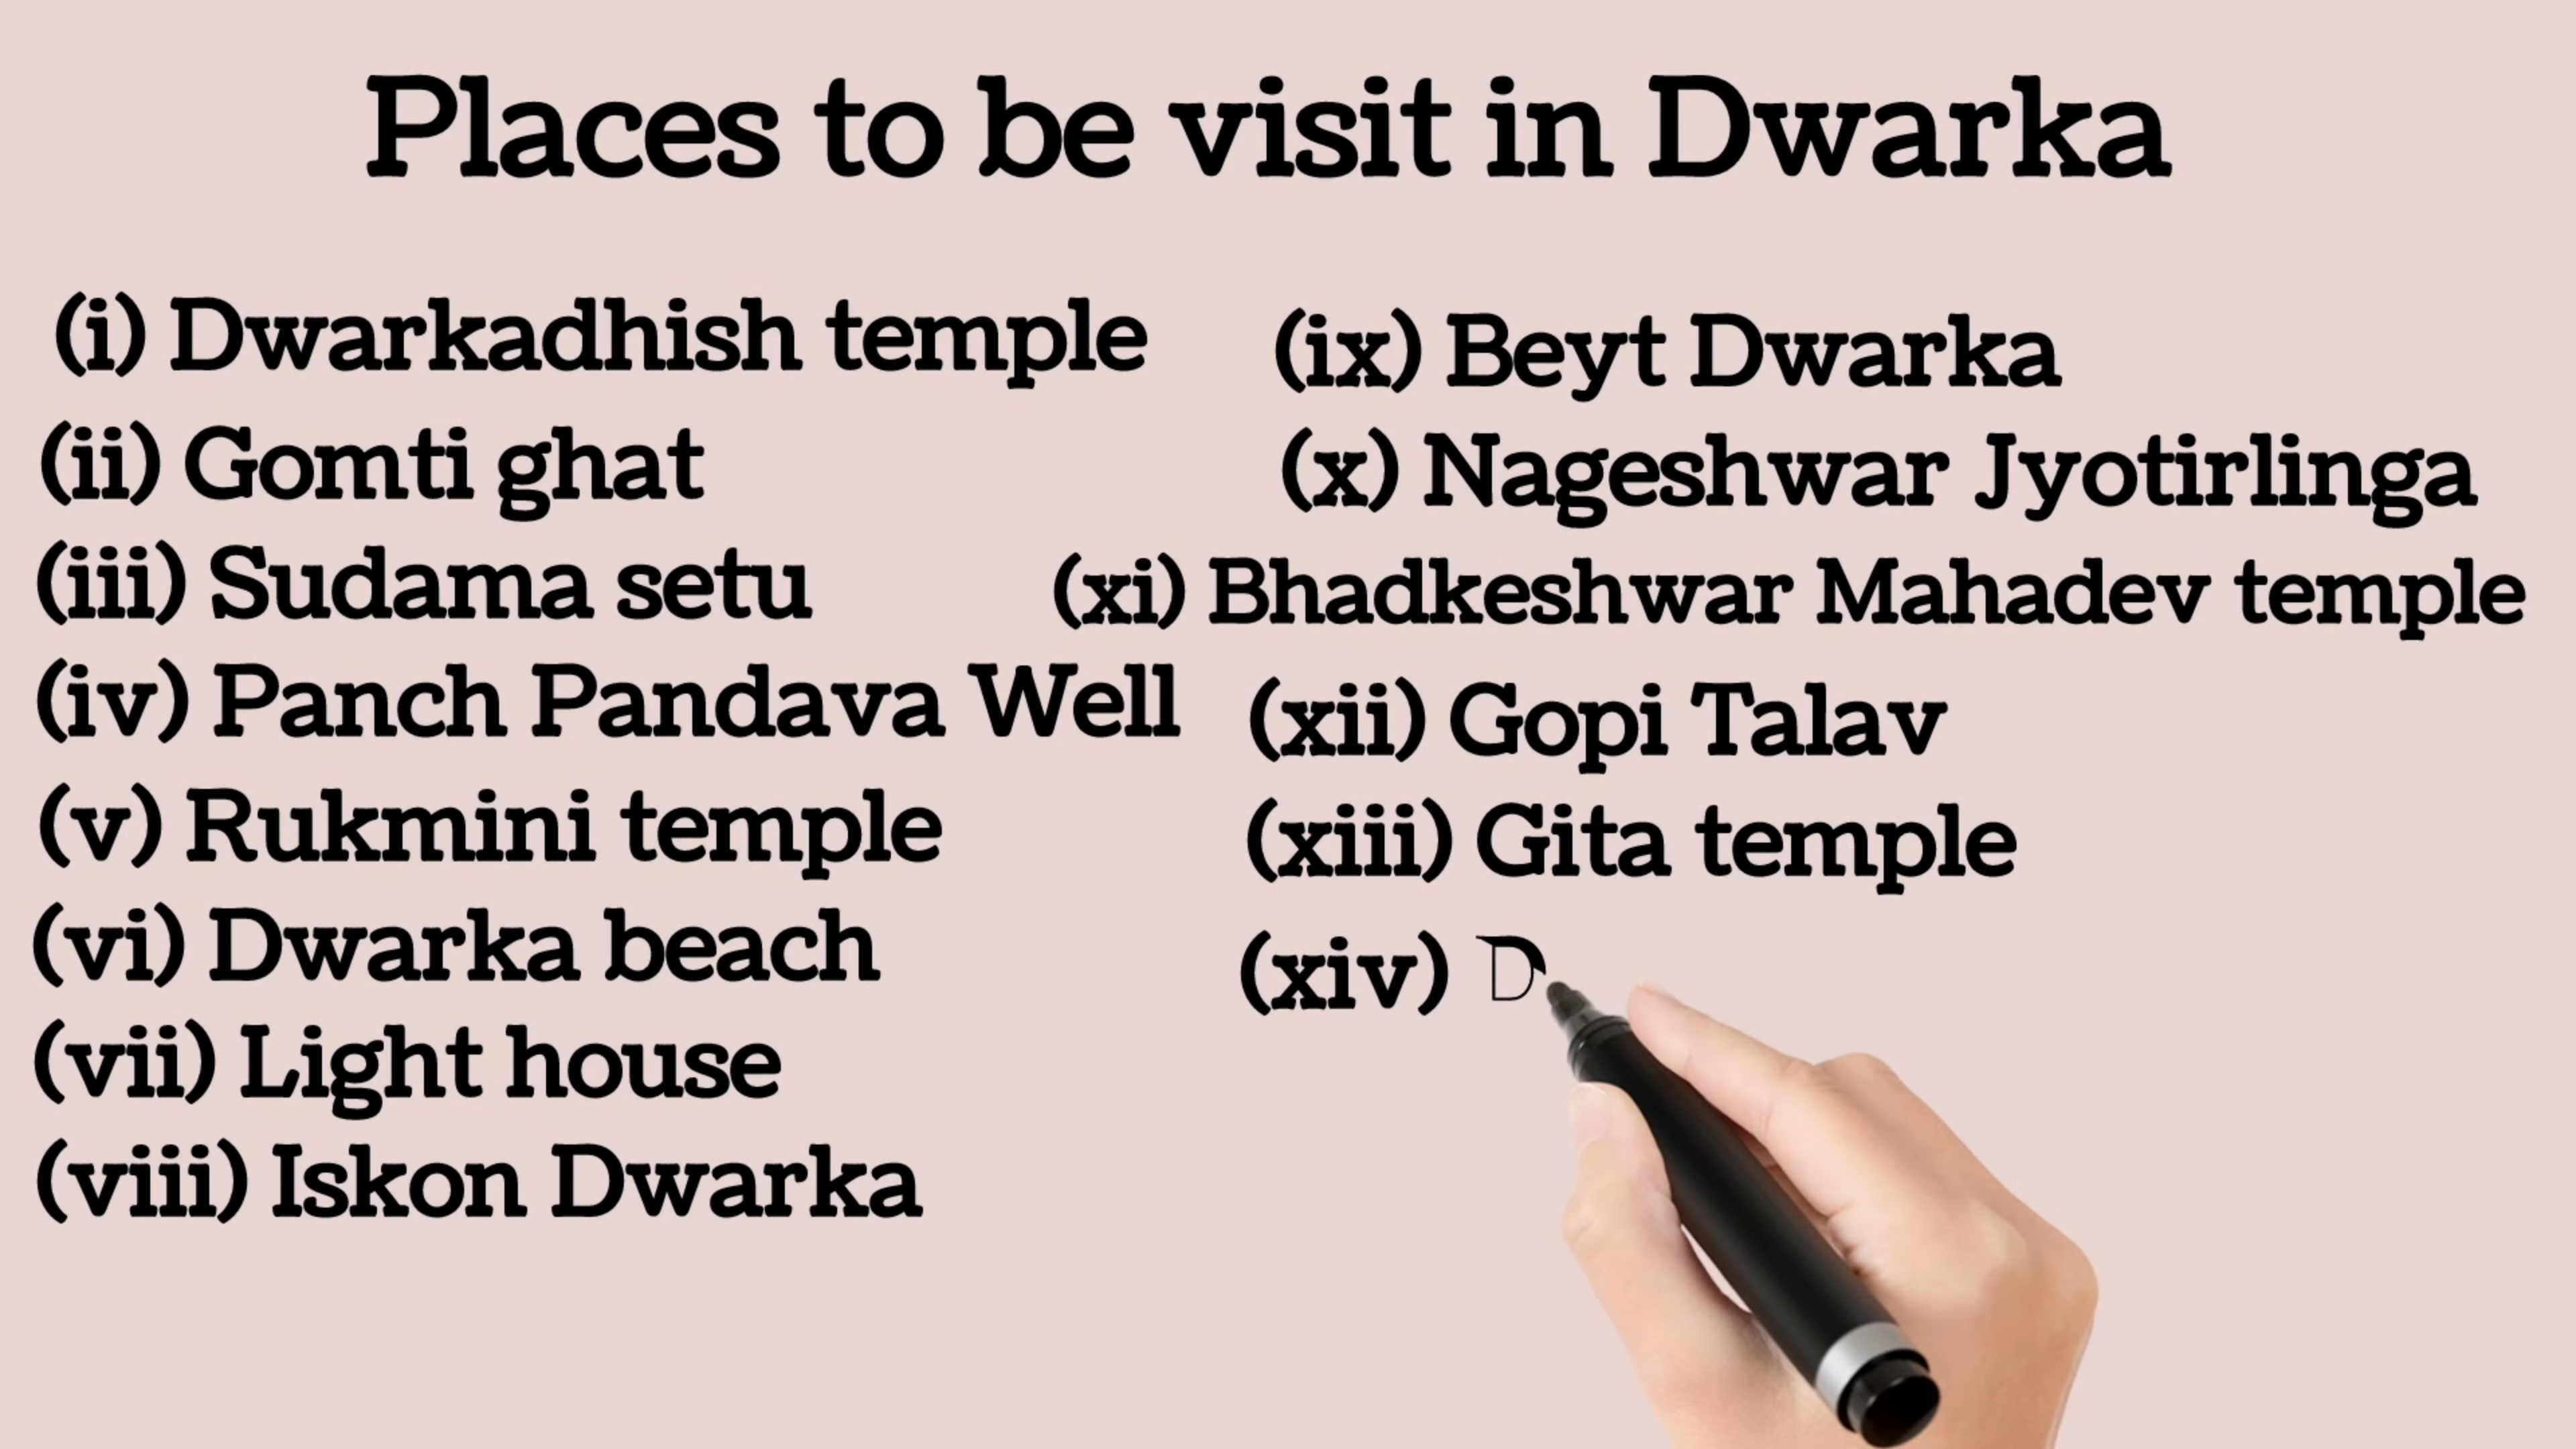 Places to be visit in Dwarka
(i) Dwarkadhish temple
(ii) Gomti ghat
(iii) Sudama setu
(iv) Panch Pandava Well
(v) Rukmini temple
(vi) Dwarka beach
(vii) Light house
(viii) Iskon Dwarka
(ix) Beyt Dwarka
(x) Nageshwar Jyotirlinga
(xi) Bhadkeshwar Mahadev temple
(xii) Gopi Talav
(xiii) Gita temple
(xiv) D